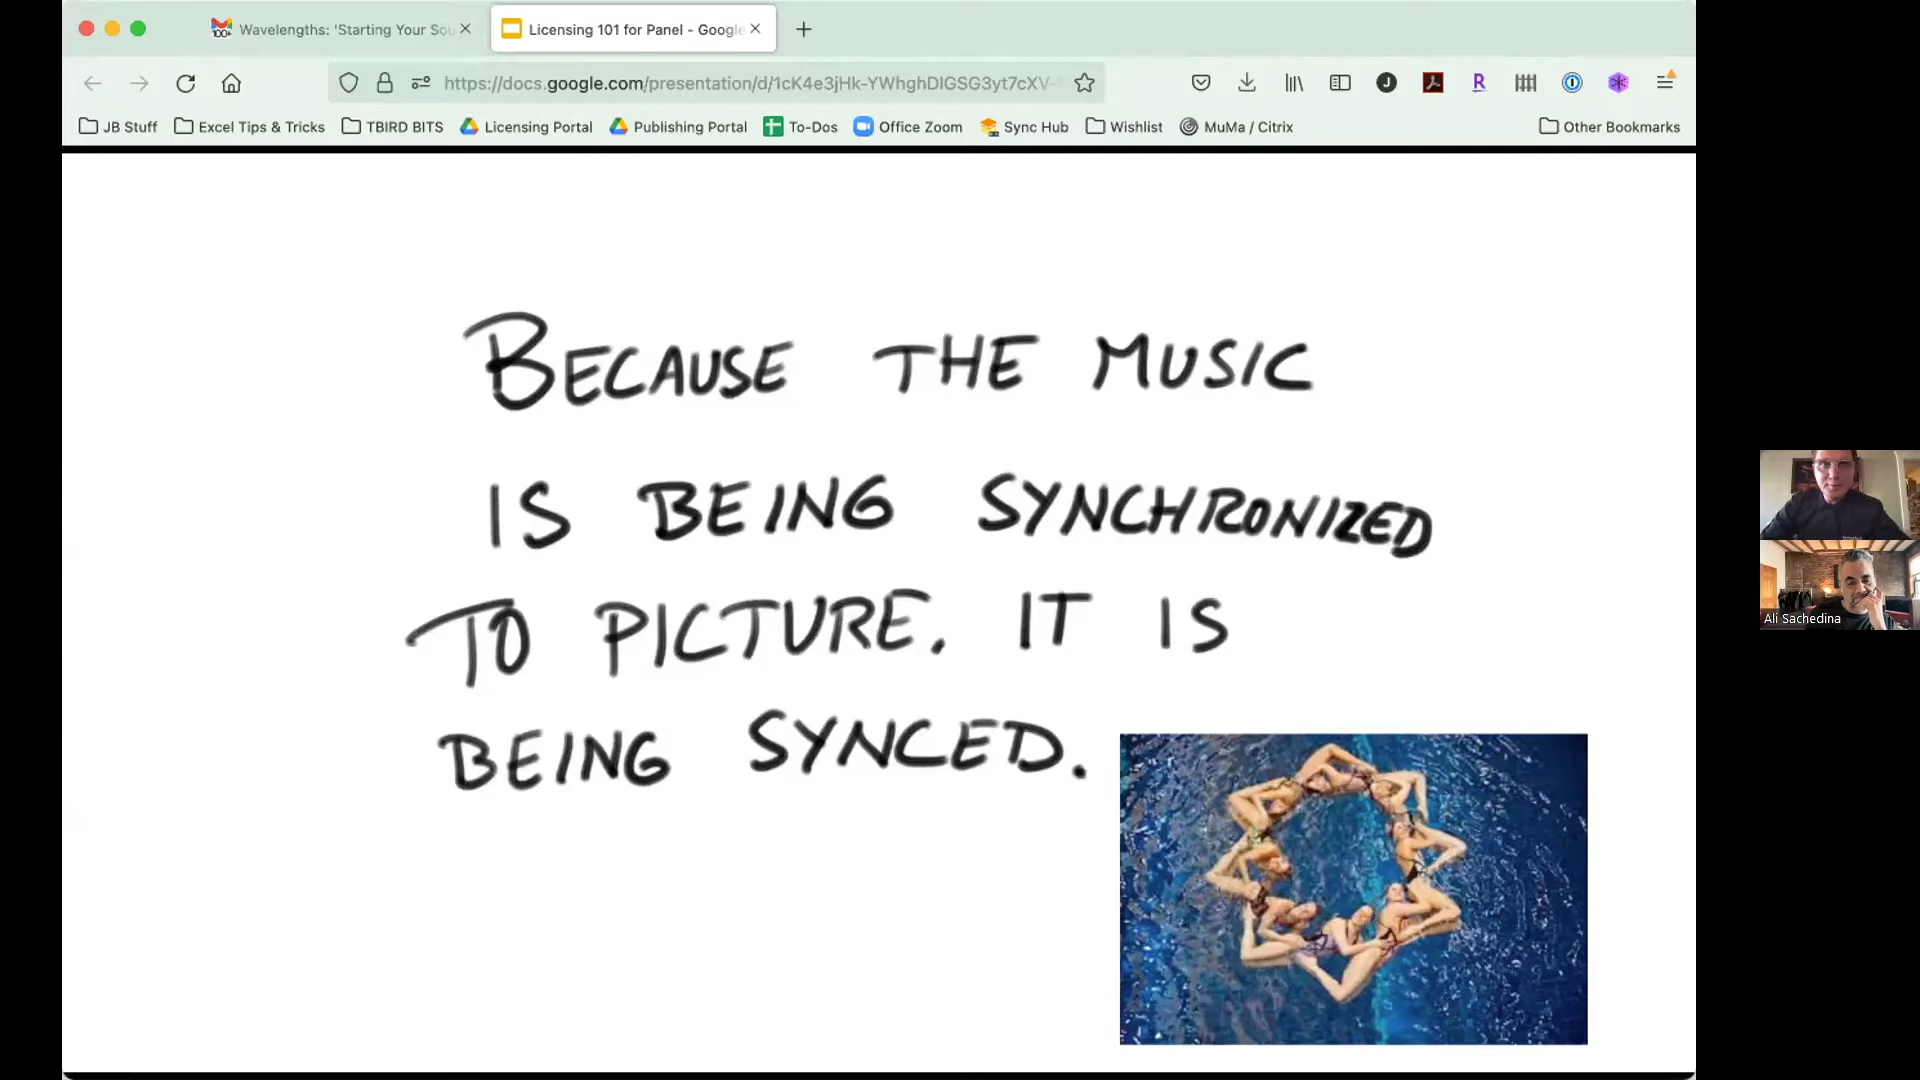 Wavelengths: 'Starting Your Sou
Licensing 101 for Panel - Google
https://docs.google.com/presentation/d/1cK4e3jHk-YWhghDIGSG3yt7cXV-
JB Stuff
Excel Tips & Tricks
TBIRD BITS
Licensing Portal
Publishing Portal
To-Dos
Office Zoom
Sync Hub
Wishlist
MuMa / Citrix
Other Bookmarks
BECAUSE THE MUSIC
IS BEING SYNCHRONIZED
TO PICTURE. IT IS
BEING SYNCED.
Ali Sachedina